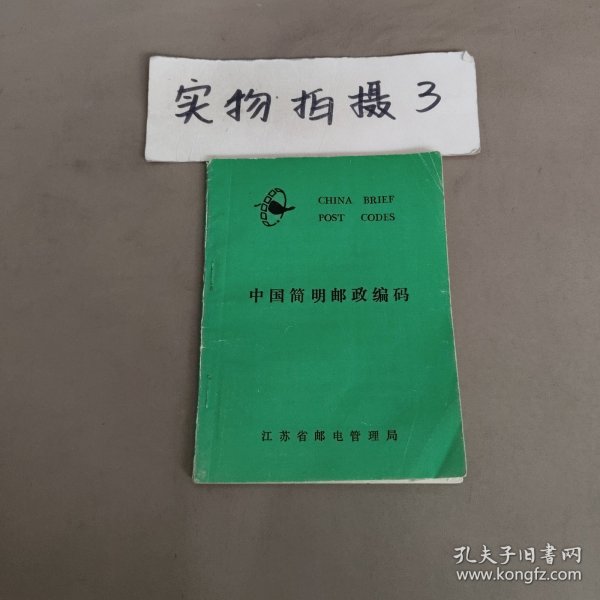 实物拍摄3
CHINA BRIEF
POST CODES
中国简明邮政编码
江苏省邮电管理局
孔夫子旧书网
www.kongfz.com